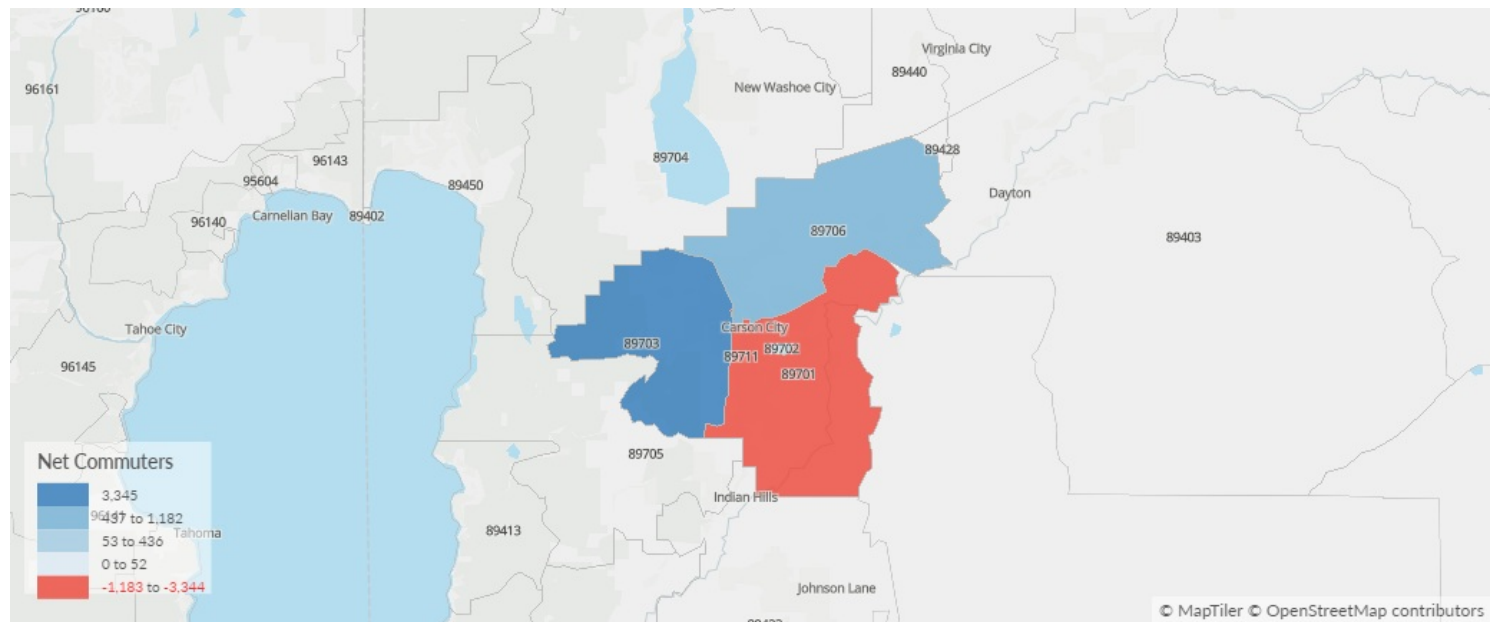 96160
Virginia City
89440
96161
New Washoe City
89428
96143
89704
95604
89450
Dayton
96140
Carnelian Bay
89402
89706
89403
Tahoe City
Carson City
89703
89711
89702
96145
89701
89705
Net Commuters
3,345
Indian Hills
437 to 1,182
89413
Tahoma
53 to 436
0 to 52
-1,183 to -3,344
Johnson Lane
© MapTiler © OpenStreetMap contributors